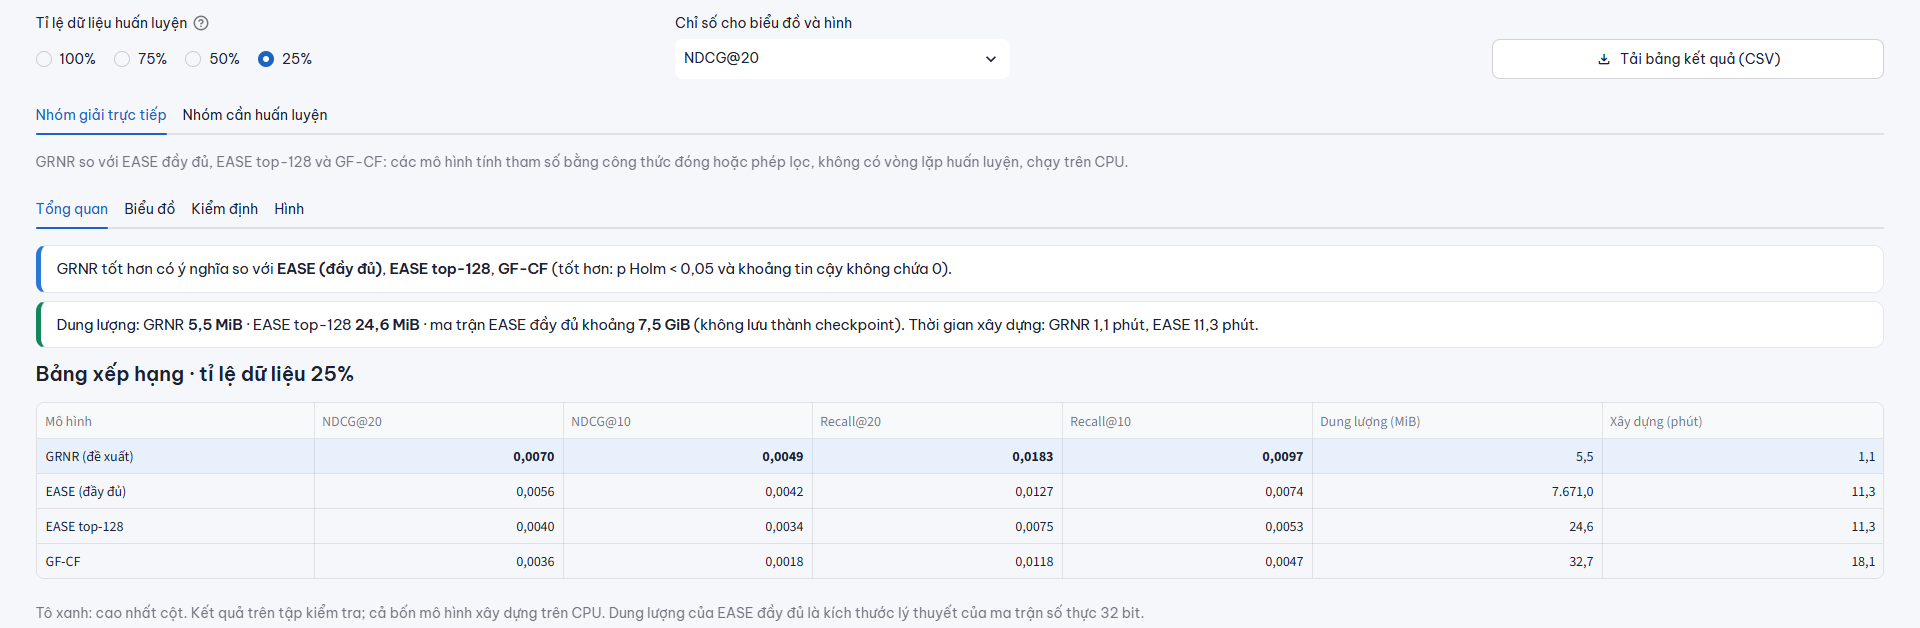 Tỉ lệ dữ liệu huấn luyện
Chỉ số cho biểu đồ và hình
100% 75% 50% 25%
NDCG@20
Tải bảng kết quả (CSV)
Nhóm giải trực tiếp Nhóm cần huấn luyện
GRNR so với EASE đầy đủ, EASE top-128 và GF-CF: các mô hình tính tham số bằng công thức đóng hoặc phép lọc, không có vòng lặp huấn luyện, chạy trên CPU.
Tổng quan Biểu đồ Kiểm định Hình
GRNR tốt hơn có ý nghĩa so với EASE (đầy đủ), EASE top-128, GF-CF (tốt hơn: p Holm < 0,05 và khoảng tin cậy không chứa 0).
Dung lượng: GRNR 5,5 MiB · EASE top-128 24,6 MiB · ma trận EASE đầy đủ khoảng 7,5 GiB (không lưu thành checkpoint). Thời gian xây dựng: GRNR 1,1 phút, EASE 11,3 phút.
Bảng xếp hạng · tỉ lệ dữ liệu 25%
Mô hình NDCG@20 NDCG@10 Recall@20 Recall@10 Dung lượng (MiB) Xây dựng (phút)
GRNR (đề xuất) 0,0070 0,0049 0,0183 0,0097 5,5 1,1
EASE (đầy đủ) 0,0056 0,0042 0,0127 0,0074 7.671,0 11,3
EASE top-128 0,0040 0,0034 0,0075 0,0053 24,6 11,3
GF-CF 0,0036 0,0018 0,0118 0,0047 32,7 18,1
Tô xanh: cao nhất cột. Kết quả trên tập kiểm tra; cả bốn mô hình xây dựng trên CPU. Dung lượng của EASE đầy đủ là kích thước lý thuyết của ma trận số thực 32 bit.